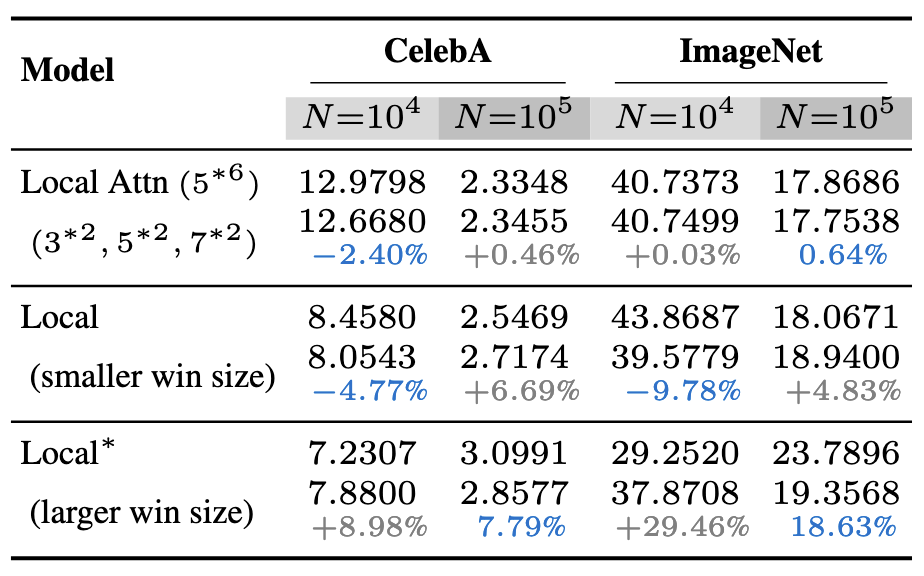 Model CelebA ImageNet
N=10^4 N=10^5 N=10^4 N=10^5
Local Attn (5^{*6}) 12.9798 2.3348 40.7373 17.8686
(3^{*2}, 5^{*2}, 7^{*2}) 12.6680 2.3455 40.7499 17.7538
−2.40% +0.46% +0.03% 0.64%
Local 8.4580 2.5469 43.8687 18.0671
(smaller win size) 8.0543 2.7174 39.5779 18.9400
−4.77% +6.69% −9.78% +4.83%
Local* 7.2307 3.0991 29.2520 23.7896
(larger win size) 7.8800 2.8577 37.8708 19.3568
+8.98% 7.79% +29.46% 18.63%